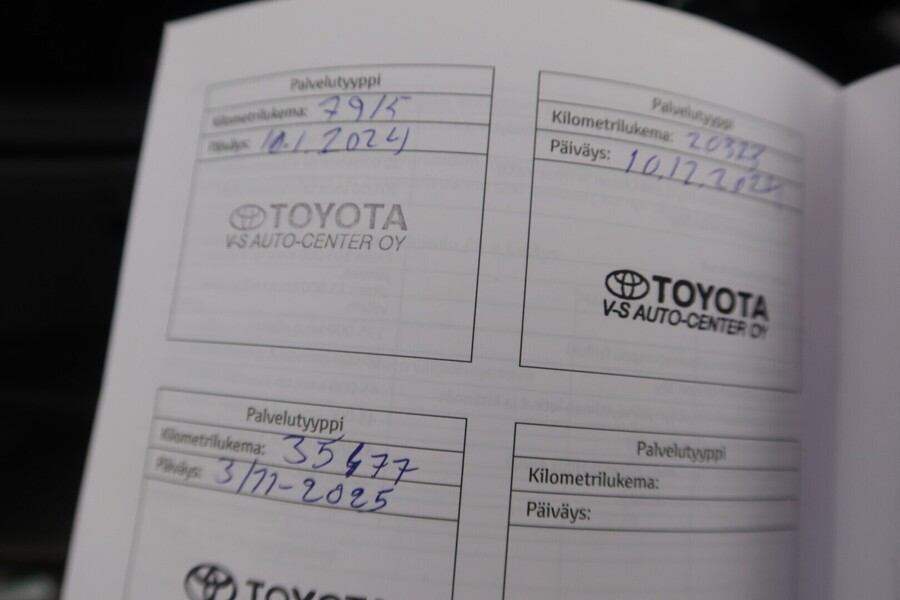 Palvelutyyppi
Kilometrilukema: 7915
Päiväys: 10.1.2024
TOYOTA
V-S AUTO-CENTER OY
Palvelutyyppi
Kilometrilukema: 20323
Päiväys: 10.12.2024
TOYOTA
V-S AUTO-CENTER OY
Palvelutyyppi
Kilometrilukema: 35477
Päiväys: 3/11-2025
TOYOTA
Palvelutyyppi
Kilometrilukema:
Päiväys: